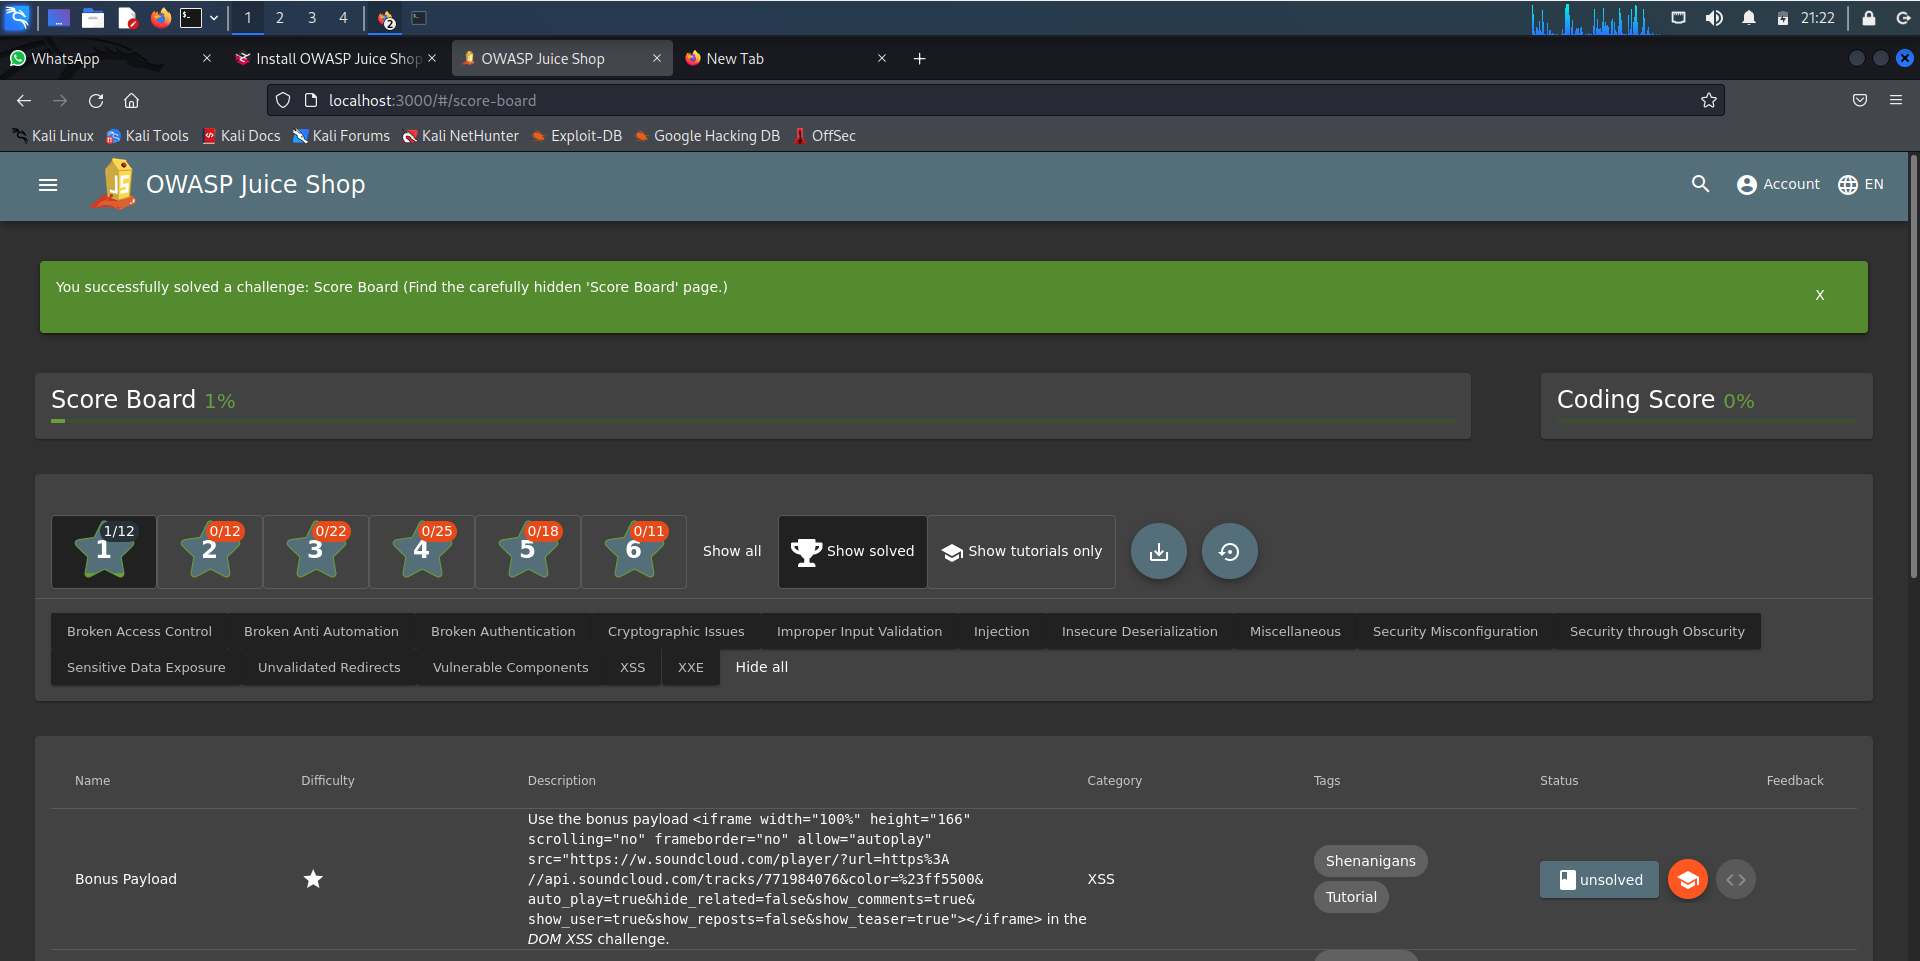 1 2 3 4 2 21:22
WhatsApp Install OWASP Juice Shop OWASP Juice Shop New Tab
localhost:3000/#/score-board
Kali Linux Kali Tools Kali Docs Kali Forums Kali NetHunter Exploit-DB Google Hacking DB OffSec
JS OWASP Juice Shop Account EN
You successfully solved a challenge: Score Board (Find the carefully hidden 'Score Board' page.)
X
Score Board 1% Coding Score 0%
1/12 0/12 0/22 0/25 0/18 0/11
1 2 3 4 5 6 Show all Show solved Show tutorials only
Broken Access Control Broken Anti Automation Broken Authentication Cryptographic Issues Improper Input Validation Injection Insecure Deserialization Miscellaneous Security Misconfiguration Security through Obscurity
Sensitive Data Exposure Unvalidated Redirects Vulnerable Components XSS XXE Hide all
Name Difficulty Description Category Tags Status Feedback
Bonus Payload
Use the bonus payload <iframe width="100%" height="166"
scrolling="no" frameborder="no" allow="autoplay"
src="https://w.soundcloud.com/player/?url=https%3A
//api.soundcloud.com/tracks/771984076&color=%23ff5500&
auto_play=true&hide_related=false&show_comments=true&
show_user=true&show_reposts=false&show_teaser=true"></iframe> in the
DOM XSS challenge.
XSS
Shenanigans
Tutorial
unsolved